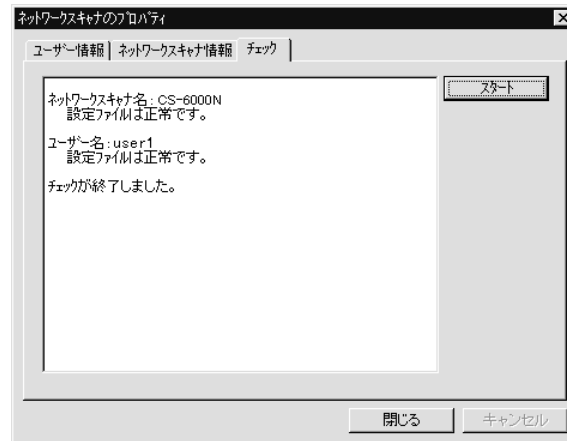 ネットワークスキャナのプロパティ
ユーザー情報 ネットワークスキャナ情報 チェック
ネットワークスキャナ名: CS-6000N
設定ファイルは正常です。
ユーザー名:user1
設定ファイルは正常です。
チェックが終了しました。
スタート
閉じる キャンセル